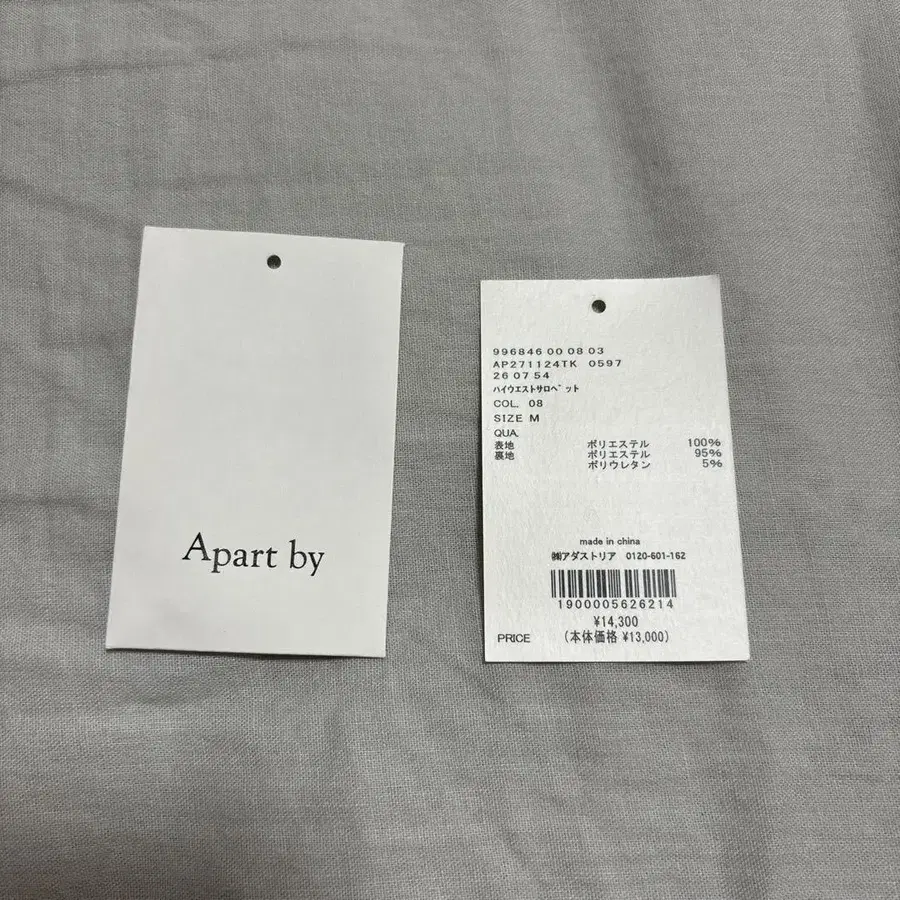 Apart by
996846 00 08 03
AP271124TK 0597
26 07 54
ハイウエストサロペット
COL. 08
SIZE M
QUA.
表地 ポリエステル 100%
裏地 ポリエステル 95%
ポリウレタン 5%
made in china
㈱アダストリア 0120-601-162
1900005626214
¥14,300
PRICE (本体価格 ¥13,000)